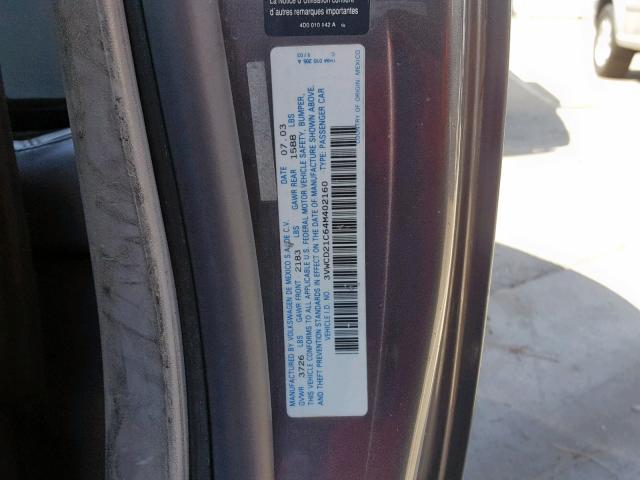 La Notice d'Utilisation contient
d'autres remarques importantes
4D0 010 142 A
MANUFACTURED BY VOLKSWAGEN DE MEXICO S.A. DE C.V. DATE 07.03
GVWR 3726 LBS GAWR FRONT 2183 LBS GAWR REAR 1588 LBS
THIS VEHICLE CONFORMS TO ALL APPLICABLE U.S. FEDERAL MOTOR VEHICLE SAFETY, BUMPER,
AND THEFT PREVENTION STANDARDS IN EFFECT ON THE DATE OF MANUFACTURE SHOWN ABOVE.
VEHICLE I.D. NO 3VWCD21C64M402160 TYPE: PASSENGER CAR
COUNTRY OF ORIGIN: MEXICO